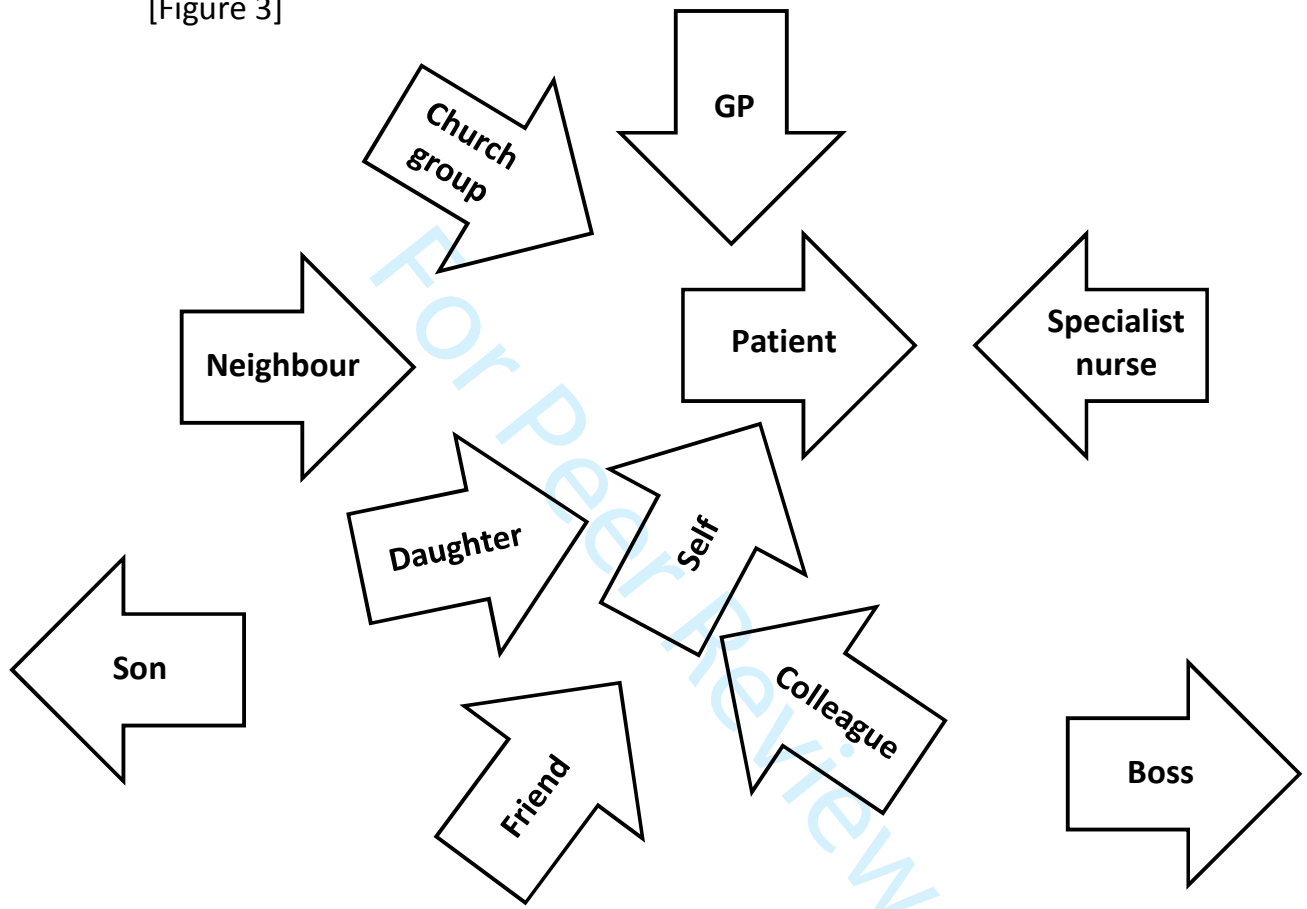 [Figure 3]
GP
Church
group
Neighbour
Patient
Specialist
nurse
Daughter
Self
Son
Colleague
Friend
Boss
For Peer Review